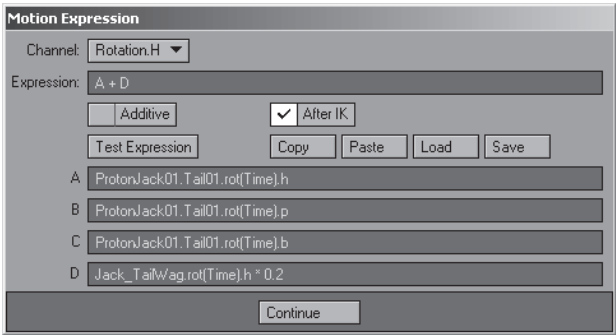 Motion Expression
Channel: Rotation.H
Expression: A + D
Additive After IK
Test Expression Copy Paste Load Save
A ProtonJack01.Tail01.rot(Time).h
B ProtonJack01.Tail01.rot(Time).p
C ProtonJack01.Tail01.rot(Time).b
D Jack_TailWag.rot(Time).h * 0.2
Continue